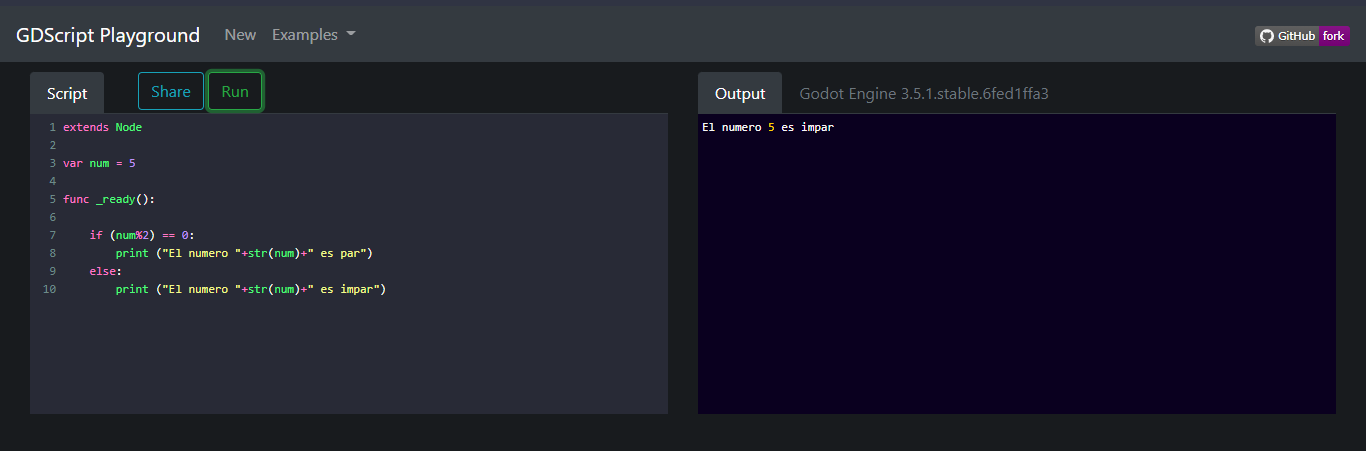 GDScript Playground New Examples
GitHub fork
Script Share Run
Output Godot Engine 3.5.1.stable.6fed1ffa3
1 extends Node
2
3 var num = 5
4
5 func _ready():
6
7     if (num%2) == 0:
8         print ("El numero "+str(num)+" es par")
9     else:
10         print ("El numero "+str(num)+" es impar")
El numero 5 es impar